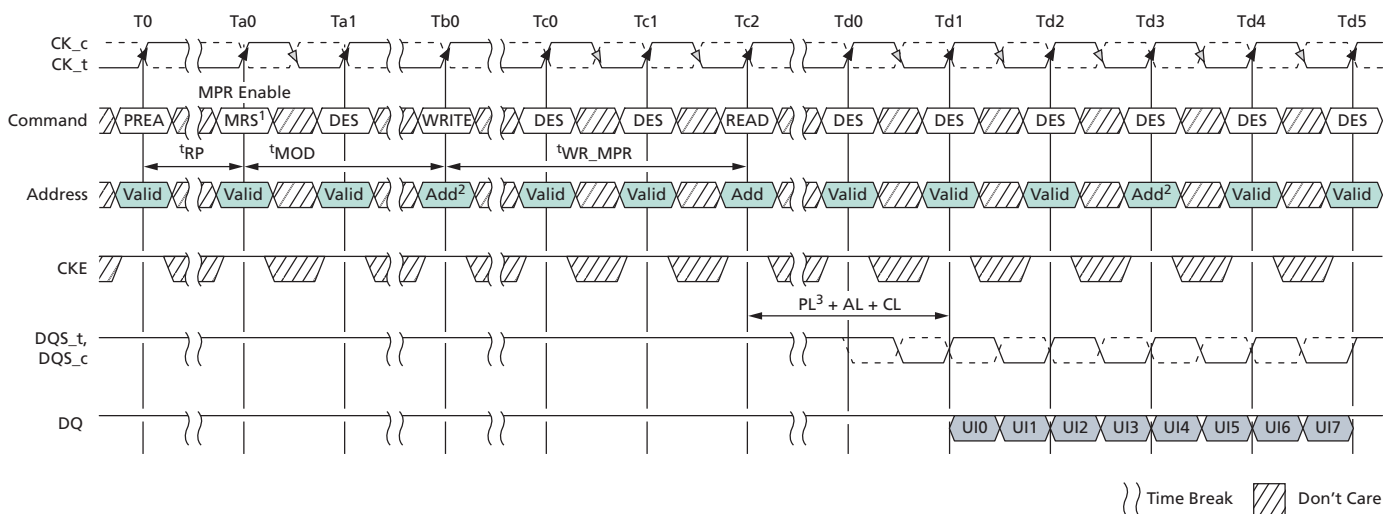 T0 Ta0 Ta1 Tb0 Tc0 Tc1 Tc2 Td0 Td1 Td2 Td3 Td4 Td5
CK_c
CK_t
MPR Enable
Command PREA MRS1 DES WRITE DES DES READ DES DES DES DES DES DES
tRP tMOD tWR_MPR
Address Valid Valid Valid Add2 Valid Valid Add Valid Valid Valid Add2 Valid Valid
CKE
PL3 + AL + CL
DQS_t,
DQS_c
DQ UI0 UI1 UI2 UI3 UI4 UI5 UI6 UI7
Time Break Don't Care